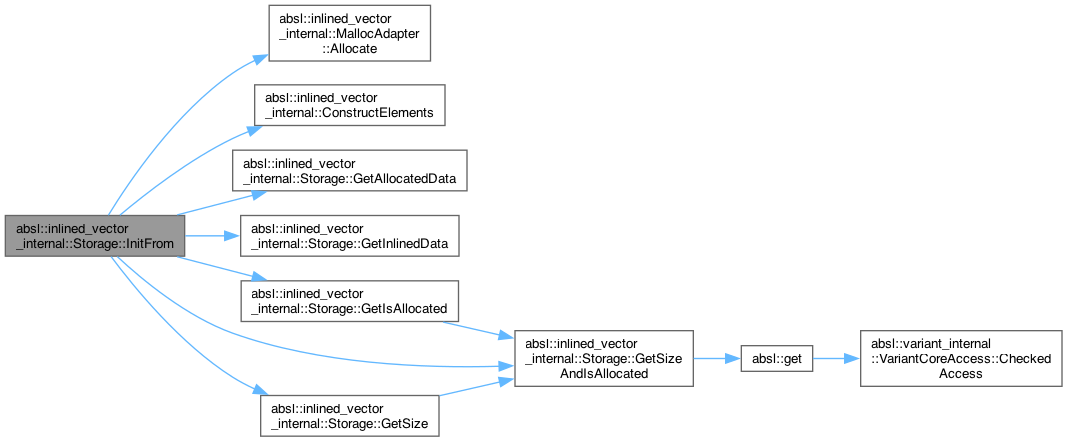 absl::inlined_vector
_internal::MallocAdapter
::Allocate
absl::inlined_vector
_internal::ConstructElements
absl::inlined_vector
_internal::Storage::GetAllocatedData
absl::inlined_vector
_internal::Storage::InitFrom
absl::inlined_vector
_internal::Storage::GetInlinedData
absl::inlined_vector
_internal::Storage::GetIsAllocated
absl::inlined_vector
_internal::Storage::GetSize
AndIsAllocated
absl::get
absl::variant_internal
::VariantCoreAccess::Checked
Access
absl::inlined_vector
_internal::Storage::GetSize